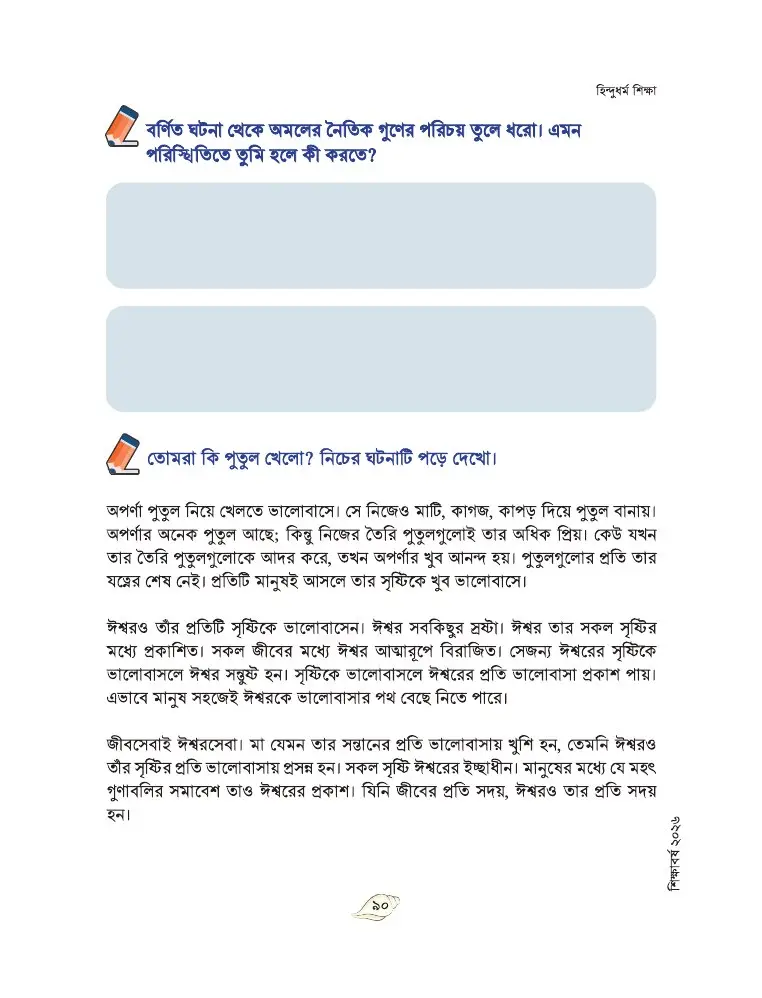 হিন্দুধর্ম শিক্ষা
বর্ণিত ঘটনা থেকে অমলের নৈতিক গুণের পরিচয় তুলে ধরো। এমন
পরিস্থিতিতে তুমি হলে কী করতে?
তোমরা কি পুতুল খেলো? নিচের ঘটনাটি পড়ে দেখো।
অপর্ণা পুতুল নিয়ে খেলতে ভালোবাসে। সে নিজেও মাটি, কাগজ, কাপড় দিয়ে পুতুল বানায়।
অপর্ণার অনেক পুতুল আছে; কিন্তু নিজের তৈরি পুতুলগুলোই তার অধিক প্রিয়। কেউ যখন
তার তৈরি পুতুলগুলোকে আদর করে, তখন অপর্ণার খুব আনন্দ হয়। পুতুলগুলোর প্রতি তার
যত্নের শেষ নেই। প্রতিটি মানুষই আসলে তার সৃষ্টিকে খুব ভালোবাসে।
ঈশ্বরও তাঁর প্রতিটি সৃষ্টিকে ভালোবাসেন। ঈশ্বর সবকিছুর স্রষ্টা। ঈশ্বর তার সকল সৃষ্টির
মধ্যে প্রকাশিত। সকল জীবের মধ্যে ঈশ্বর আত্মারূপে বিরাজিত। সেজন্য ঈশ্বরের সৃষ্টিকে
ভালোবাসলে ঈশ্বর সন্তুষ্ট হন। সৃষ্টিকে ভালোবাসলে ঈশ্বরের প্রতি ভালোবাসা প্রকাশ পায়।
এভাবে মানুষ সহজেই ঈশ্বরকে ভালোবাসার পথ বেছে নিতে পারে।
জীবসেবাই ঈশ্বরসেবা। মা যেমন তার সন্তানের প্রতি ভালোবাসায় খুশি হন, তেমনি ঈশ্বরও
তাঁর সৃষ্টির প্রতি ভালোবাসায় প্রসন্ন হন। সকল সৃষ্টি ঈশ্বরের ইচ্ছাধীন। মানুষের মধ্যে যে মহৎ
গুণাবলির সমাবেশ তাও ঈশ্বরের প্রকাশ। যিনি জীবের প্রতি সদয়, ঈশ্বরও তার প্রতি সদয়
হন।
শিক্ষাবর্ষ ২০২৬
৯০